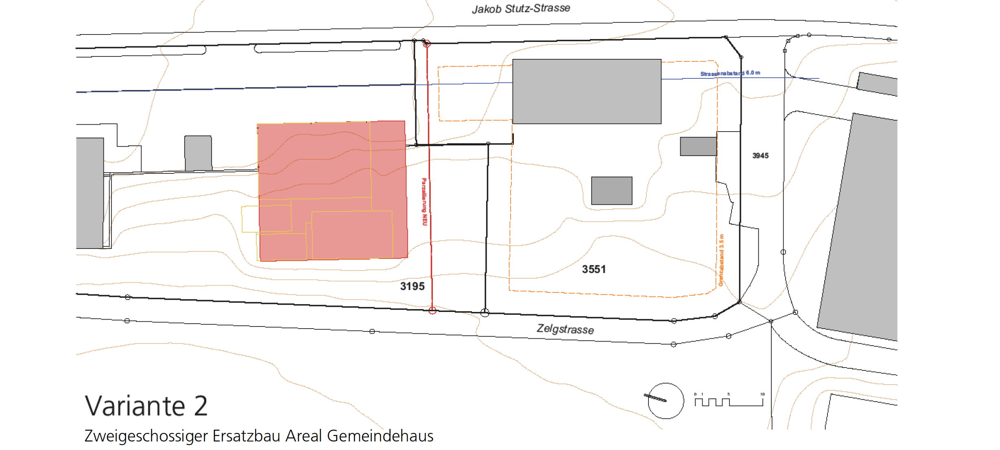 Jakob Stutz-Strasse
Strassenabstand 6.0 m
3945
Parzellierung NEU
Grenzabstand 3.5 m
3551
3195
Zelgstrasse
0 1 5 10
Variante 2
Zweigeschossiger Ersatzbau Areal Gemeindehaus